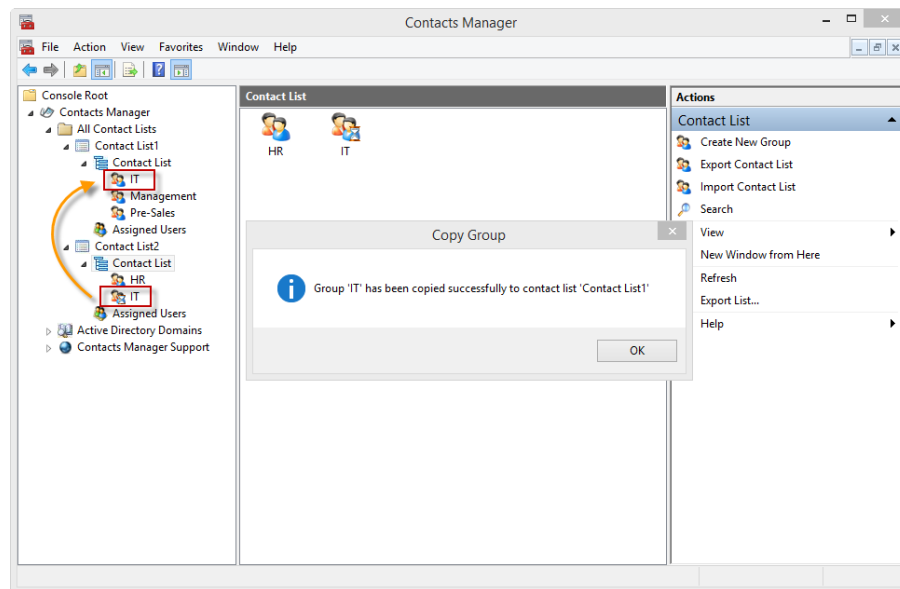 Contacts Manager
File Action View Favorites Window Help
Console Root
Contacts Manager
All Contact Lists
Contact List1
Contact List
IT
Management
Pre-Sales
Assigned Users
Contact List2
Contact List
HR
IT
Assigned Users
Active Directory Domains
Contacts Manager Support
Contact List
HR
IT
Copy Group
Group 'IT' has been copied successfully to contact list 'Contact List1'
OK
Actions
Contact List
Create New Group
Export Contact List
Import Contact List
Search
View
New Window from Here
Refresh
Export List...
Help